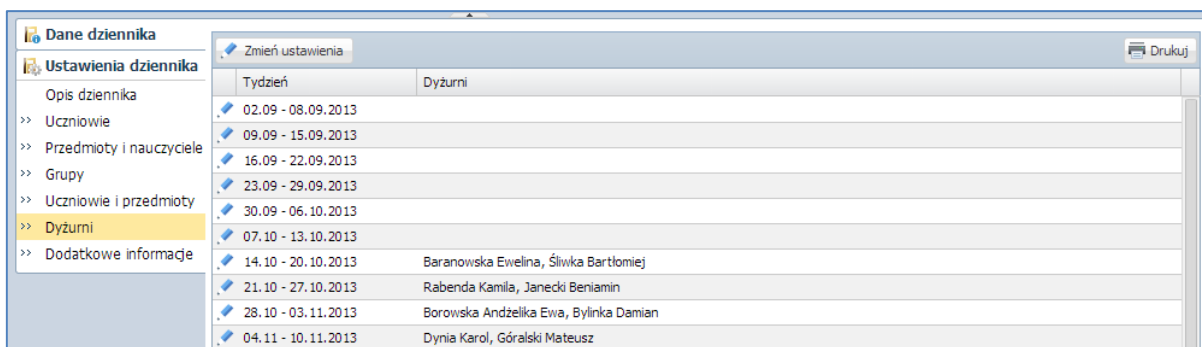 Dane dziennika
Ustawienia dziennika
Opis dziennika
>> Uczniowie
>> Przedmioty i nauczyciele
>> Grupy
>> Uczniowie i przedmioty
>> Dyżurni
>> Dodatkowe informacje
Zmień ustawienia Drukuj
Tydzień Dyżurni
02.09 - 08.09.2013
09.09 - 15.09.2013
16.09 - 22.09.2013
23.09 - 29.09.2013
30.09 - 06.10.2013
07.10 - 13.10.2013
14.10 - 20.10.2013 Baranowska Ewelina, Śliwka Bartłomiej
21.10 - 27.10.2013 Rabenda Kamila, Janecki Beniamin
28.10 - 03.11.2013 Borowska Andżelika Ewa, Bylinka Damian
04.11 - 10.11.2013 Dynia Karol, Góralski Mateusz